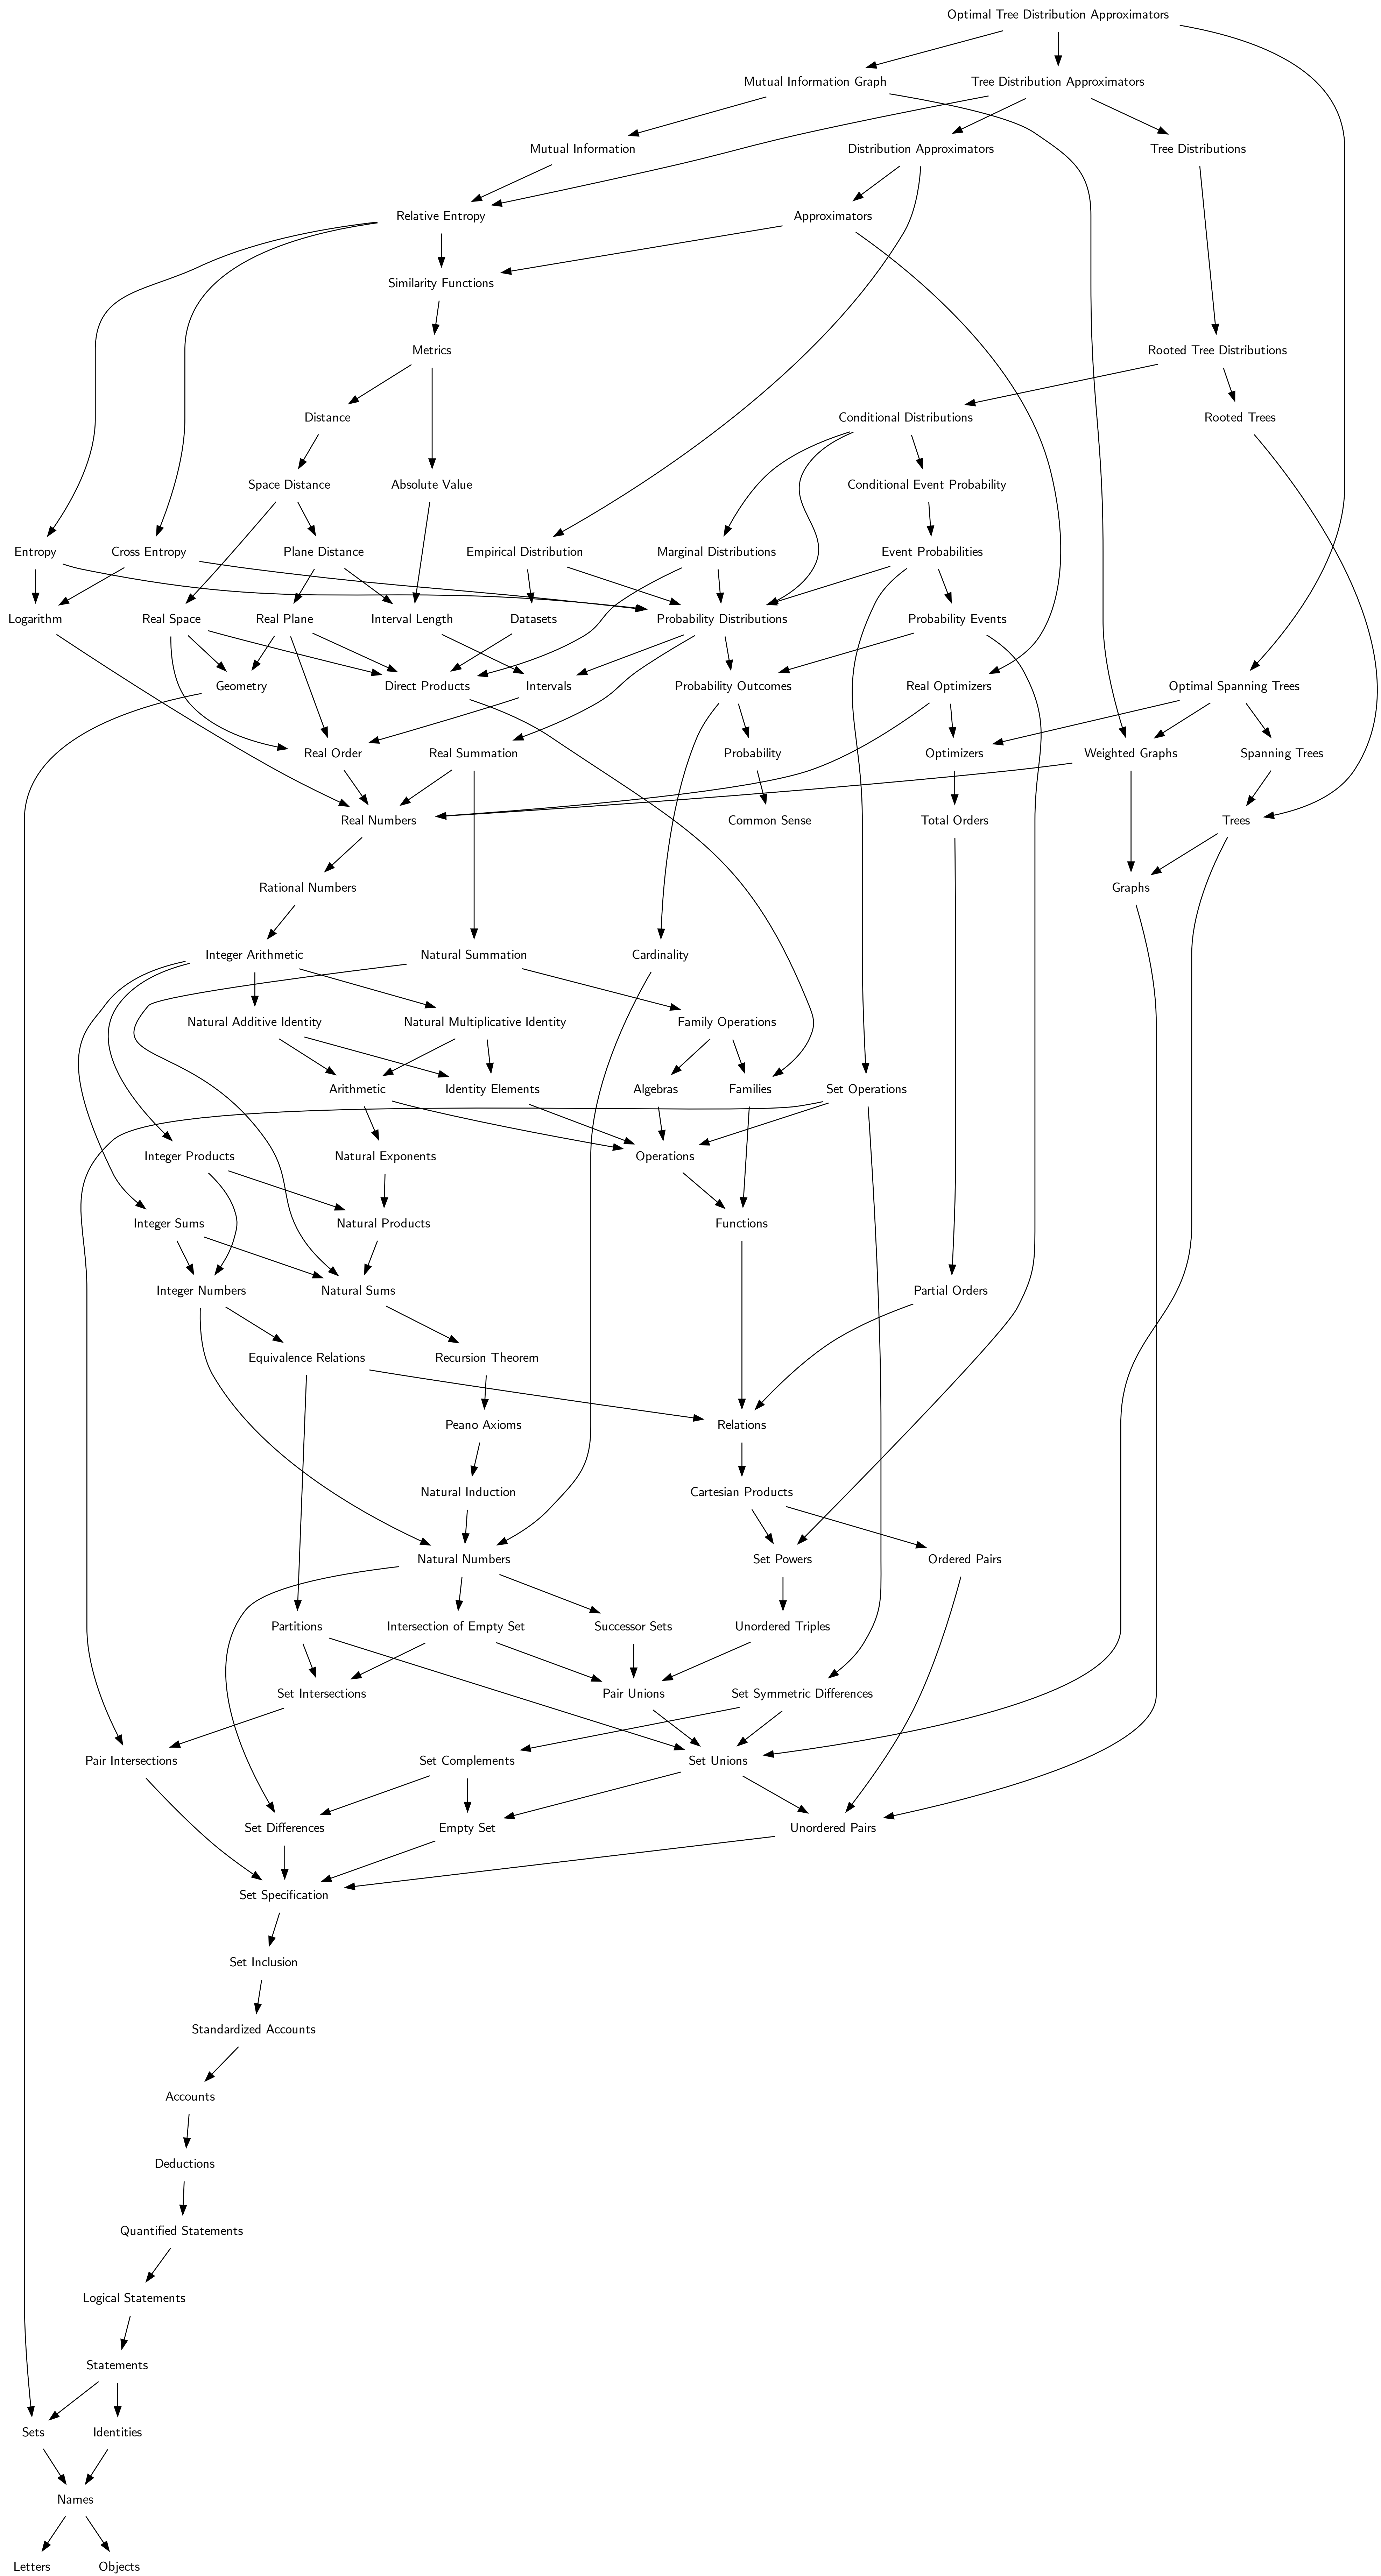 Optimal Tree Distribution Approximators
Mutual Information Graph
Tree Distribution Approximators
Mutual Information
Distribution Approximators
Tree Distributions
Relative Entropy
Approximators
Similarity Functions
Metrics
Rooted Tree Distributions
Distance
Conditional Distributions
Rooted Trees
Space Distance
Absolute Value
Conditional Event Probability
Entropy
Cross Entropy
Plane Distance
Empirical Distribution
Marginal Distributions
Event Probabilities
Logarithm
Real Space
Real Plane
Interval Length
Datasets
Probability Distributions
Probability Events
Geometry
Direct Products
Intervals
Probability Outcomes
Real Optimizers
Optimal Spanning Trees
Real Order
Real Summation
Probability
Optimizers
Weighted Graphs
Spanning Trees
Real Numbers
Common Sense
Total Orders
Trees
Rational Numbers
Graphs
Integer Arithmetic
Natural Summation
Cardinality
Natural Additive Identity
Natural Multiplicative Identity
Family Operations
Arithmetic
Identity Elements
Algebras
Families
Set Operations
Integer Products
Natural Exponents
Operations
Integer Sums
Natural Products
Functions
Integer Numbers
Natural Sums
Partial Orders
Equivalence Relations
Recursion Theorem
Peano Axioms
Relations
Natural Induction
Cartesian Products
Natural Numbers
Set Powers
Ordered Pairs
Partitions
Intersection of Empty Set
Successor Sets
Unordered Triples
Set Intersections
Pair Unions
Set Symmetric Differences
Pair Intersections
Set Complements
Set Unions
Set Differences
Empty Set
Unordered Pairs
Set Specification
Set Inclusion
Standardized Accounts
Accounts
Deductions
Quantified Statements
Logical Statements
Statements
Sets
Identities
Names
Letters
Objects